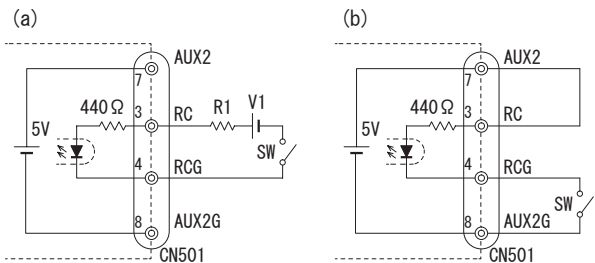 (a)
AUX2
7
440Ω
3
RC
R1
V1
5V
SW
4
RCG
8
AUX2G
CN501
(b)
AUX2
7
440Ω
3
RC
5V
4
RCG
SW
8
AUX2G
CN501